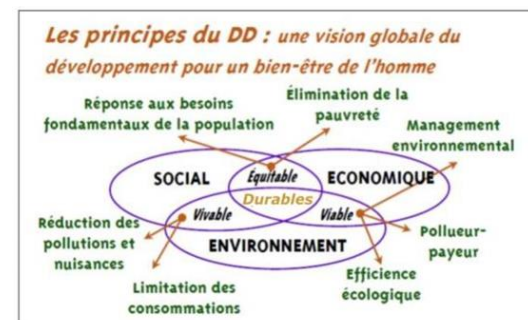 Les principes du DD : une vision globale du
développement pour un bien-être de l'homme
Réponse aux besoins
fondamentaux de la population
Élimination de la
pauvreté
Management
environnemental
SOCIAL
Équitable
ECONOMIQUE
Durables
Vivable
Viable
ENVIRONNEMENT
Réduction des
pollutions et
nuisances
Pollueur-
payeur
Limitation des
consommations
Efficience
écologique